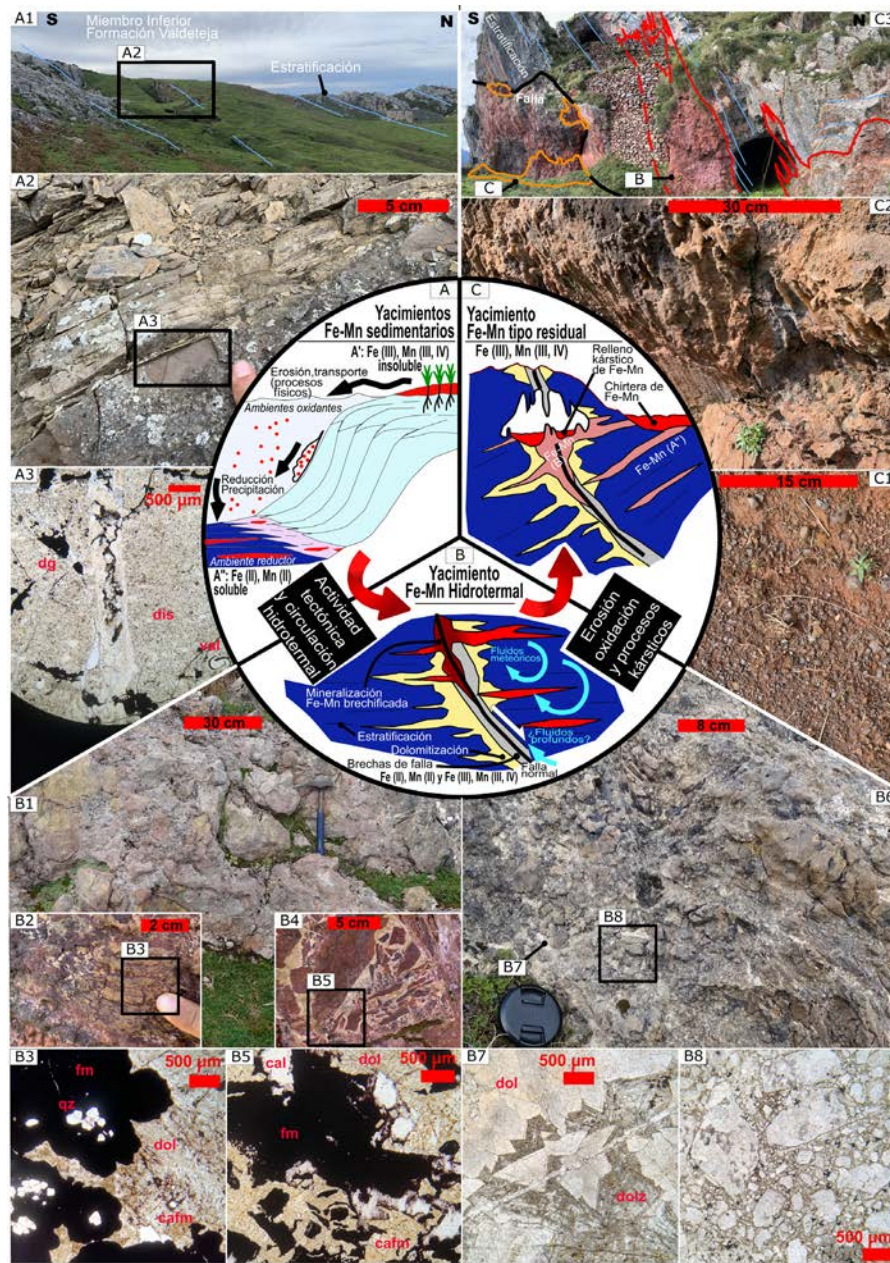 A1
S
N
Miembro Inferior
Formación Valdeteja
A2
Estratificación
C3
S
N
Estratificación
Falla
C
B
A2
5 cm
A3
C2
30 cm
A
Yacimientos
Fe-Mn sedimentarios
A': Fe (III), Mn (III, IV)
insoluble
Erosión,transporte
(procesos
físicos)
Ambientes oxidantes
Reducción
Precipitación
Ambiente reductor
A": Fe (II), Mn (II)
soluble
C
Yacimiento
Fe-Mn tipo residual
Fe (III), Mn (III, IV)
Relleno
kárstico
de Fe-Mn
Chirtera de
Fe-Mn
Fe-Mn
(B)
Fe-Mn (A")
A3
500 µm
dg
dis
val
C1
15 cm
Actividad
tectónica
y circulación
hidrotermal
B
Yacimiento
Fe-Mn Hidrotermal
Erosión
oxidación
y procesos
kársticos
Fluidos
meteóricos
Mineralización
Fe-Mn brechificada
Estratificación
Dolomitización
Brechas de falla
¿Fluidos
profundos?
Falla
normal
Fe (II), Mn (II) y Fe (III), Mn (III, IV)
B1
30 cm
B6
8 cm
B2
2 cm
B3
B4
5 cm
B5
B8
B7
B3
500 µm
fm
qz
dol
cafm
B5
500 µm
cal
dol
fm
cafm
B7
500 µm
dol
dolz
B8
500 µm